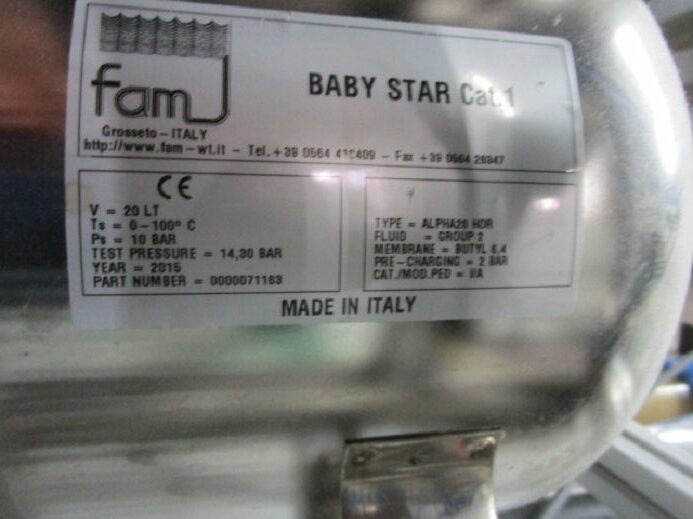 fam
BABY STAR Cat.1
Grosseto - ITALY
http://www.fam-wt.it - Tel. +39 0564 - Fax +39 0564 26847
CE
V = 20 LT
Ts = 0-100° C
Ps = 10 BAR
TEST PRESSURE = 14,30 BAR
YEAR = 2015
PART NUMBER = 0000071163
TYPE = ALPHA20 HDR
FLUID = GROUP 2
MEMBRANE = BUTYL 6.4
PRE-CHARGING = 2 BAR
CAT./MOD.PED =
MADE IN ITALY